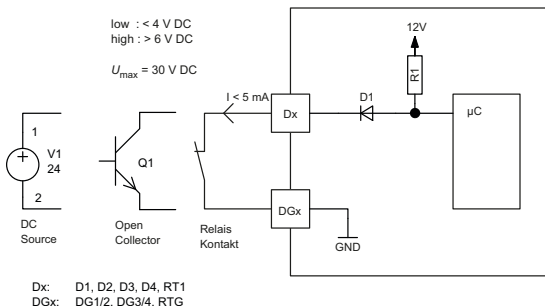 low : < 4 V DC
high : > 6 V DC
Umax = 30 V DC
12V
R1
I < 5 mA
D1
Dx
µC
1
V1
24
2
Q1
DGx
GND
DC
Source
Open
Collector
Relais
Kontakt
Dx: D1, D2, D3, D4, RT1
DGx: DG1/2, DG3/4, RTG